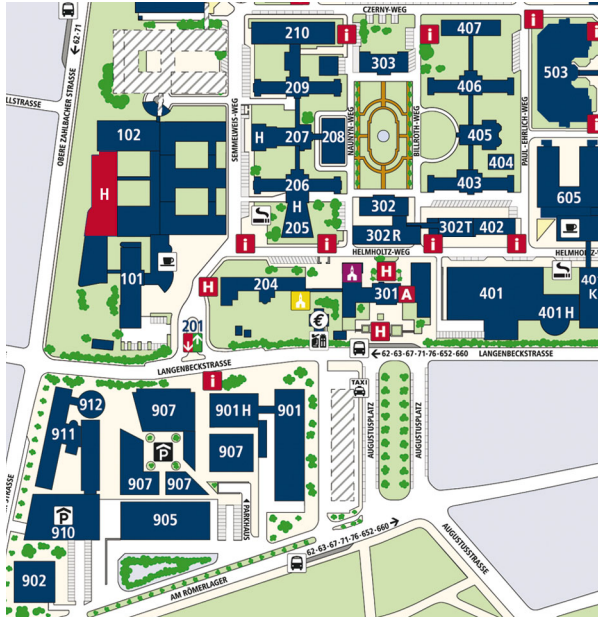 CZERNY-WEG
62-71
210
i
303
407
i
503
i
OBERE ZAHLBACHER STRASSE
209
406
SEMMELWEIS-WEG
NAUNYN-WEG
BILLROTH-WEG
PAUL-EHRLICH-WEG
102
H
207
208
405
404
i
H
206
403
605
H
205
302
302 R
302T
402
i
i
i
i
HELMHOLTZ-WEG
101
H
204
H
301
A
401
401 H
K
201
€
H
62-63-67-71-76-652-660
LANGENBECKSTRASSE
LANGENBECKSTRASSE
i
TAXI
912
907
901 H
901
911
907
P
907
907
AUGUSTUSPLATZ
AUGUSTUSPLATZ
P
910
905
PARKHAUS
62-63-67-71-76-652-660
AUGUSTUSSTRASSE
902
AM RÖMERLAGER